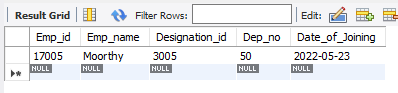 Result Grid Filter Rows: Edit:
Emp_id Emp_name Designation_id Dep_no Date_of_Joining
17005 Moorthy 3005 50 2022-05-23
NULL NULL NULL NULL NULL